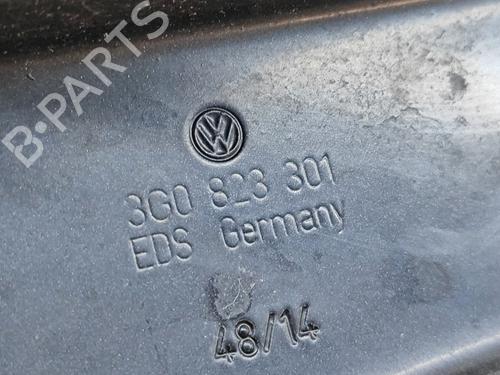 B-PARTS
3G0 823 301
EDS Germany
48/14